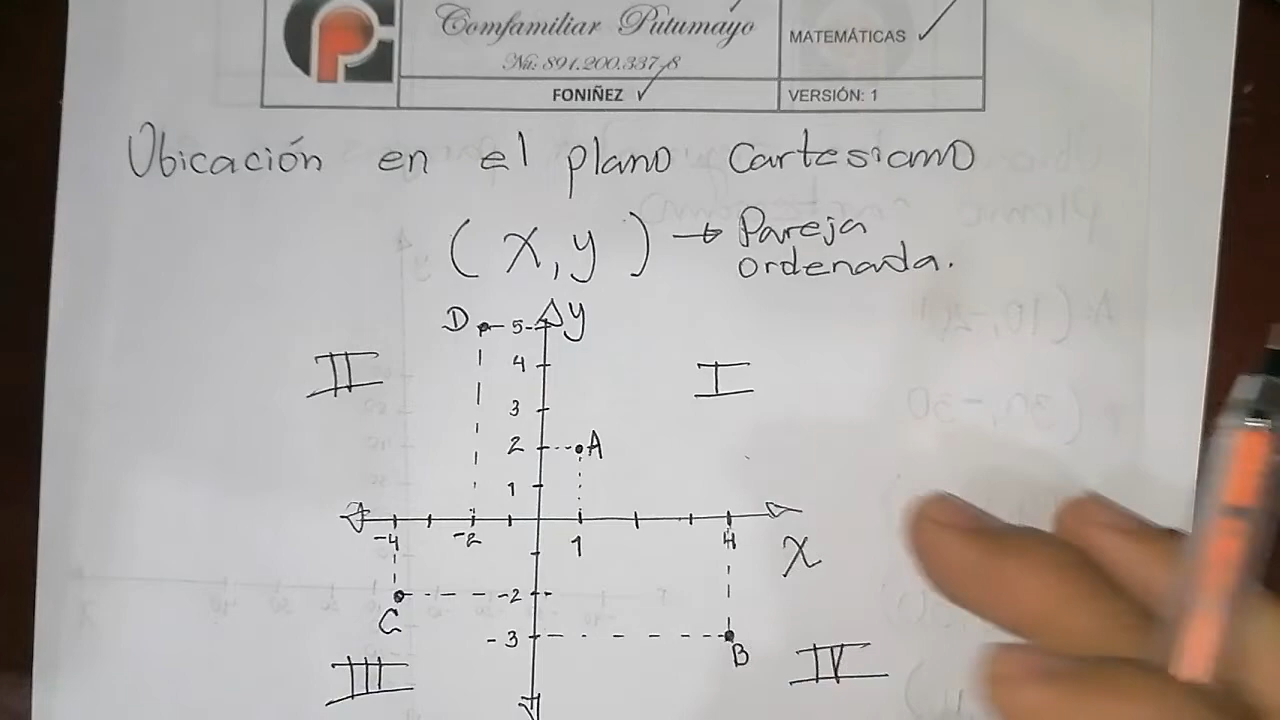 Comfamiliar Putumayo
Nit: 891.200.337-8
MATEMÁTICAS
FONIÑEZ
VERSIÓN: 1
Ubicación en el plano Cartesiano
(x, y) → Pareja
ordenada.
D 5 y
II 4 I
3
2 A
1
-4 -2 1 4 x
C -2
-3 B
III IV